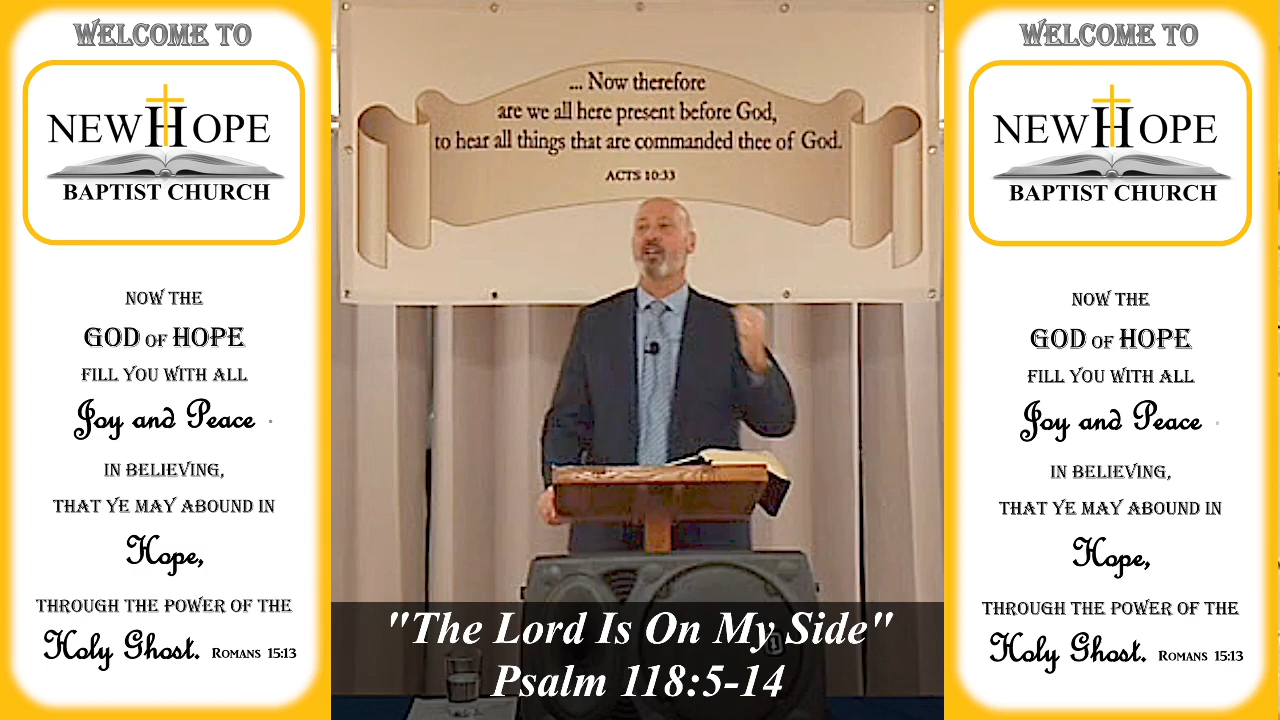 WELCOME TO
NEW HOPE
BAPTIST CHURCH
NOW THE
GOD OF HOPE
FILL YOU WITH ALL
Joy and Peace
IN BELIEVING,
THAT YE MAY ABOUND IN
Hope,
THROUGH THE POWER OF THE
Holy Ghost. ROMANS 15:13
... Now therefore
are we all here present before God,
to hear all things that are commanded thee of God.
ACTS 10:33
"The Lord Is On My Side"
Psalm 118:5-14
WELCOME TO
NEW HOPE
BAPTIST CHURCH
NOW THE
GOD OF HOPE
FILL YOU WITH ALL
Joy and Peace
IN BELIEVING,
THAT YE MAY ABOUND IN
Hope,
THROUGH THE POWER OF THE
Holy Ghost. ROMANS 15:13